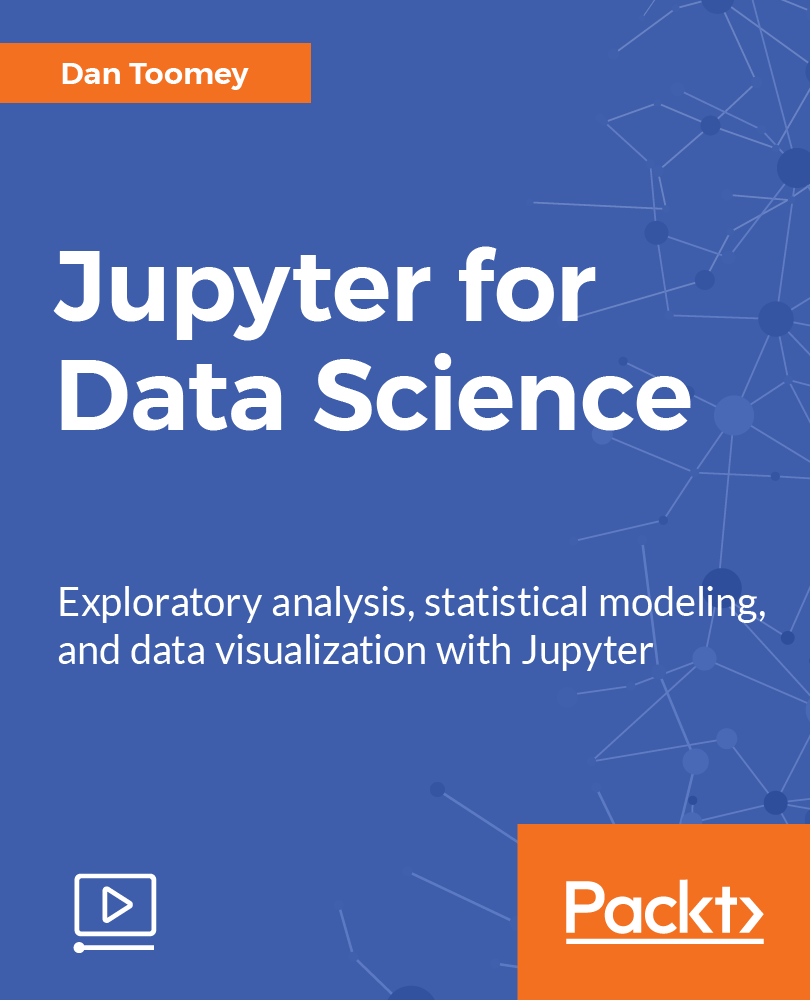 Dan Toomey
Jupyter for
Data Science
Exploratory analysis, statistical modeling,
and data visualization with Jupyter
Packt>